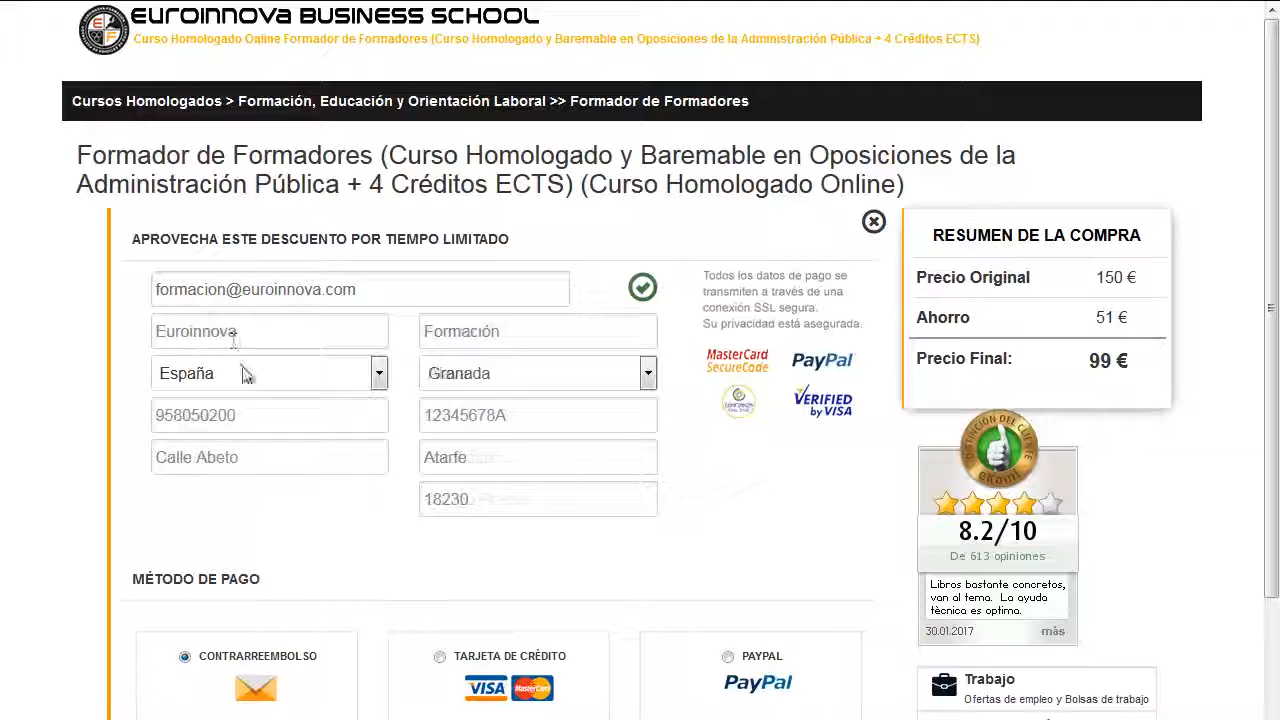 EUROINNOVA BUSINESS SCHOOL
Curso Homologado Online Formador de Formadores (Curso Homologado y Baremable en Oposiciones de la Administración Pública + 4 Créditos ECTS)
Cursos Homologados > Formación, Educación y Orientación Laboral >> Formador de Formadores
Formador de Formadores (Curso Homologado y Baremable en Oposiciones de la
Administración Pública + 4 Créditos ECTS) (Curso Homologado Online)
APROVECHA ESTE DESCUENTO POR TIEMPO LIMITADO
formacion@euroinnova.com
Euroinnova
Formación
España
Granada
958050200
12345678A
Calle Abeto
Atarfe
18230
Todos los datos de pago se
transmiten a través de una
conexión SSL segura.
Su privacidad está asegurada.
MasterCard
SecureCode
PayPal
VERIFIED
by VISA
RESUMEN DE LA COMPRA
Precio Original 150 €
Ahorro 51 €
Precio Final: 99 €
DISTINCIÓN DEL CLIENTE
eKomi
8.2/10
De 613 opiniones
Libros bastante concretos,
van al tema. La ayuda
tècnica es optima.
30.01.2017 más
Trabajo
Ofertas de empleo y Bolsas de trabajo
MÉTODO DE PAGO
CONTRARREEMBOLSO
TARJETA DE CRÉDITO
VISA
MasterCard
PAYPAL
PayPal